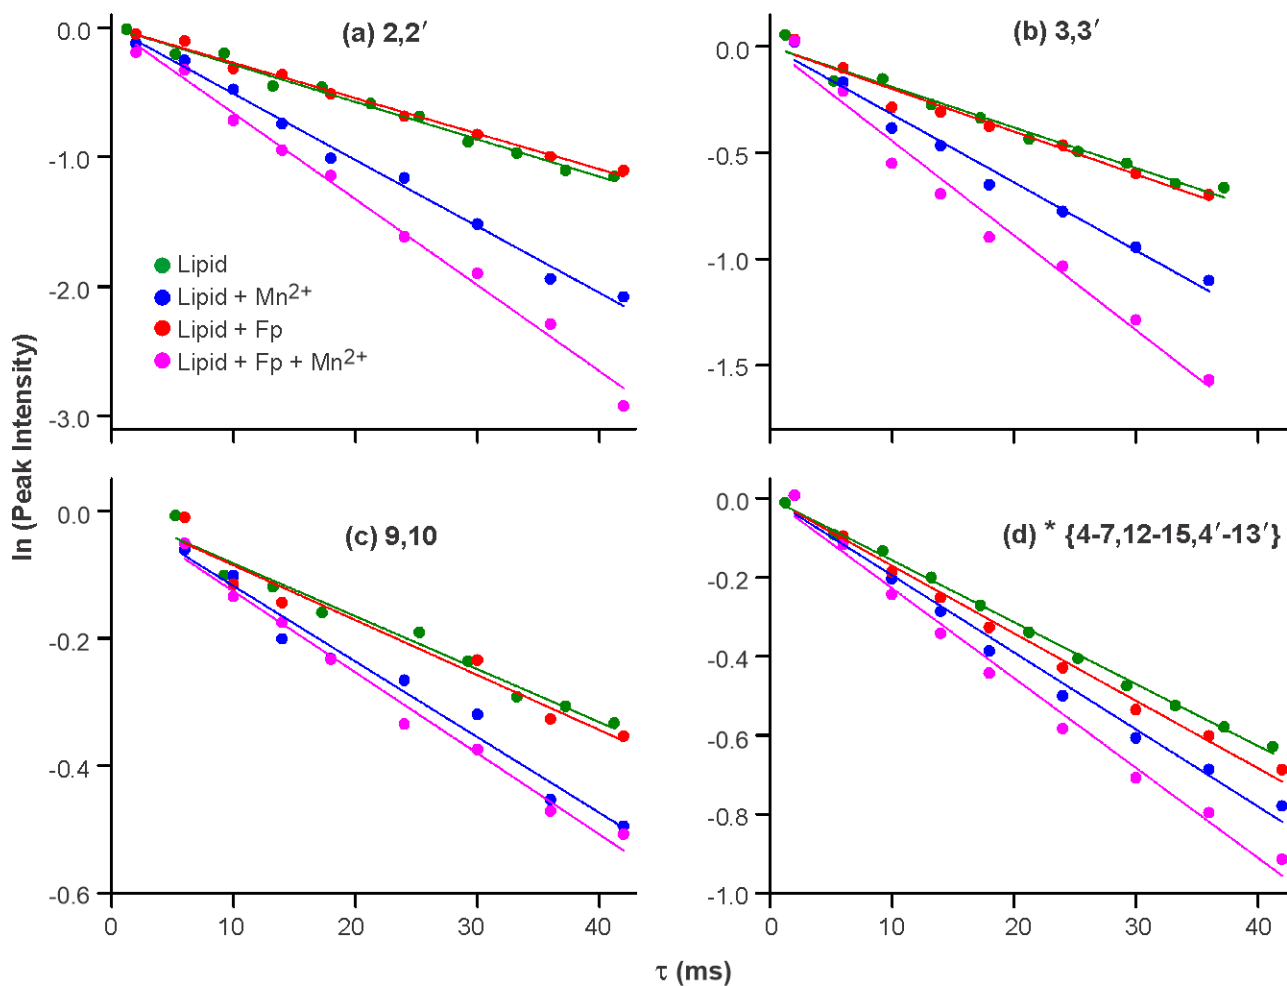 (a) 2,2′
0.0
-1.0
-2.0
-3.0
Lipid
Lipid + Mn2+
Lipid + Fp
Lipid + Fp + Mn2+
(b) 3,3′
0.0
-0.5
-1.0
-1.5
ln (Peak Intensity)
(c) 9,10
0.0
-0.2
-0.4
-0.6
0 10 20 30 40
(d) * {4-7,12-15,4′-13′}
0.0
-0.2
-0.4
-0.6
-0.8
-1.0
0 10 20 30 40
τ (ms)